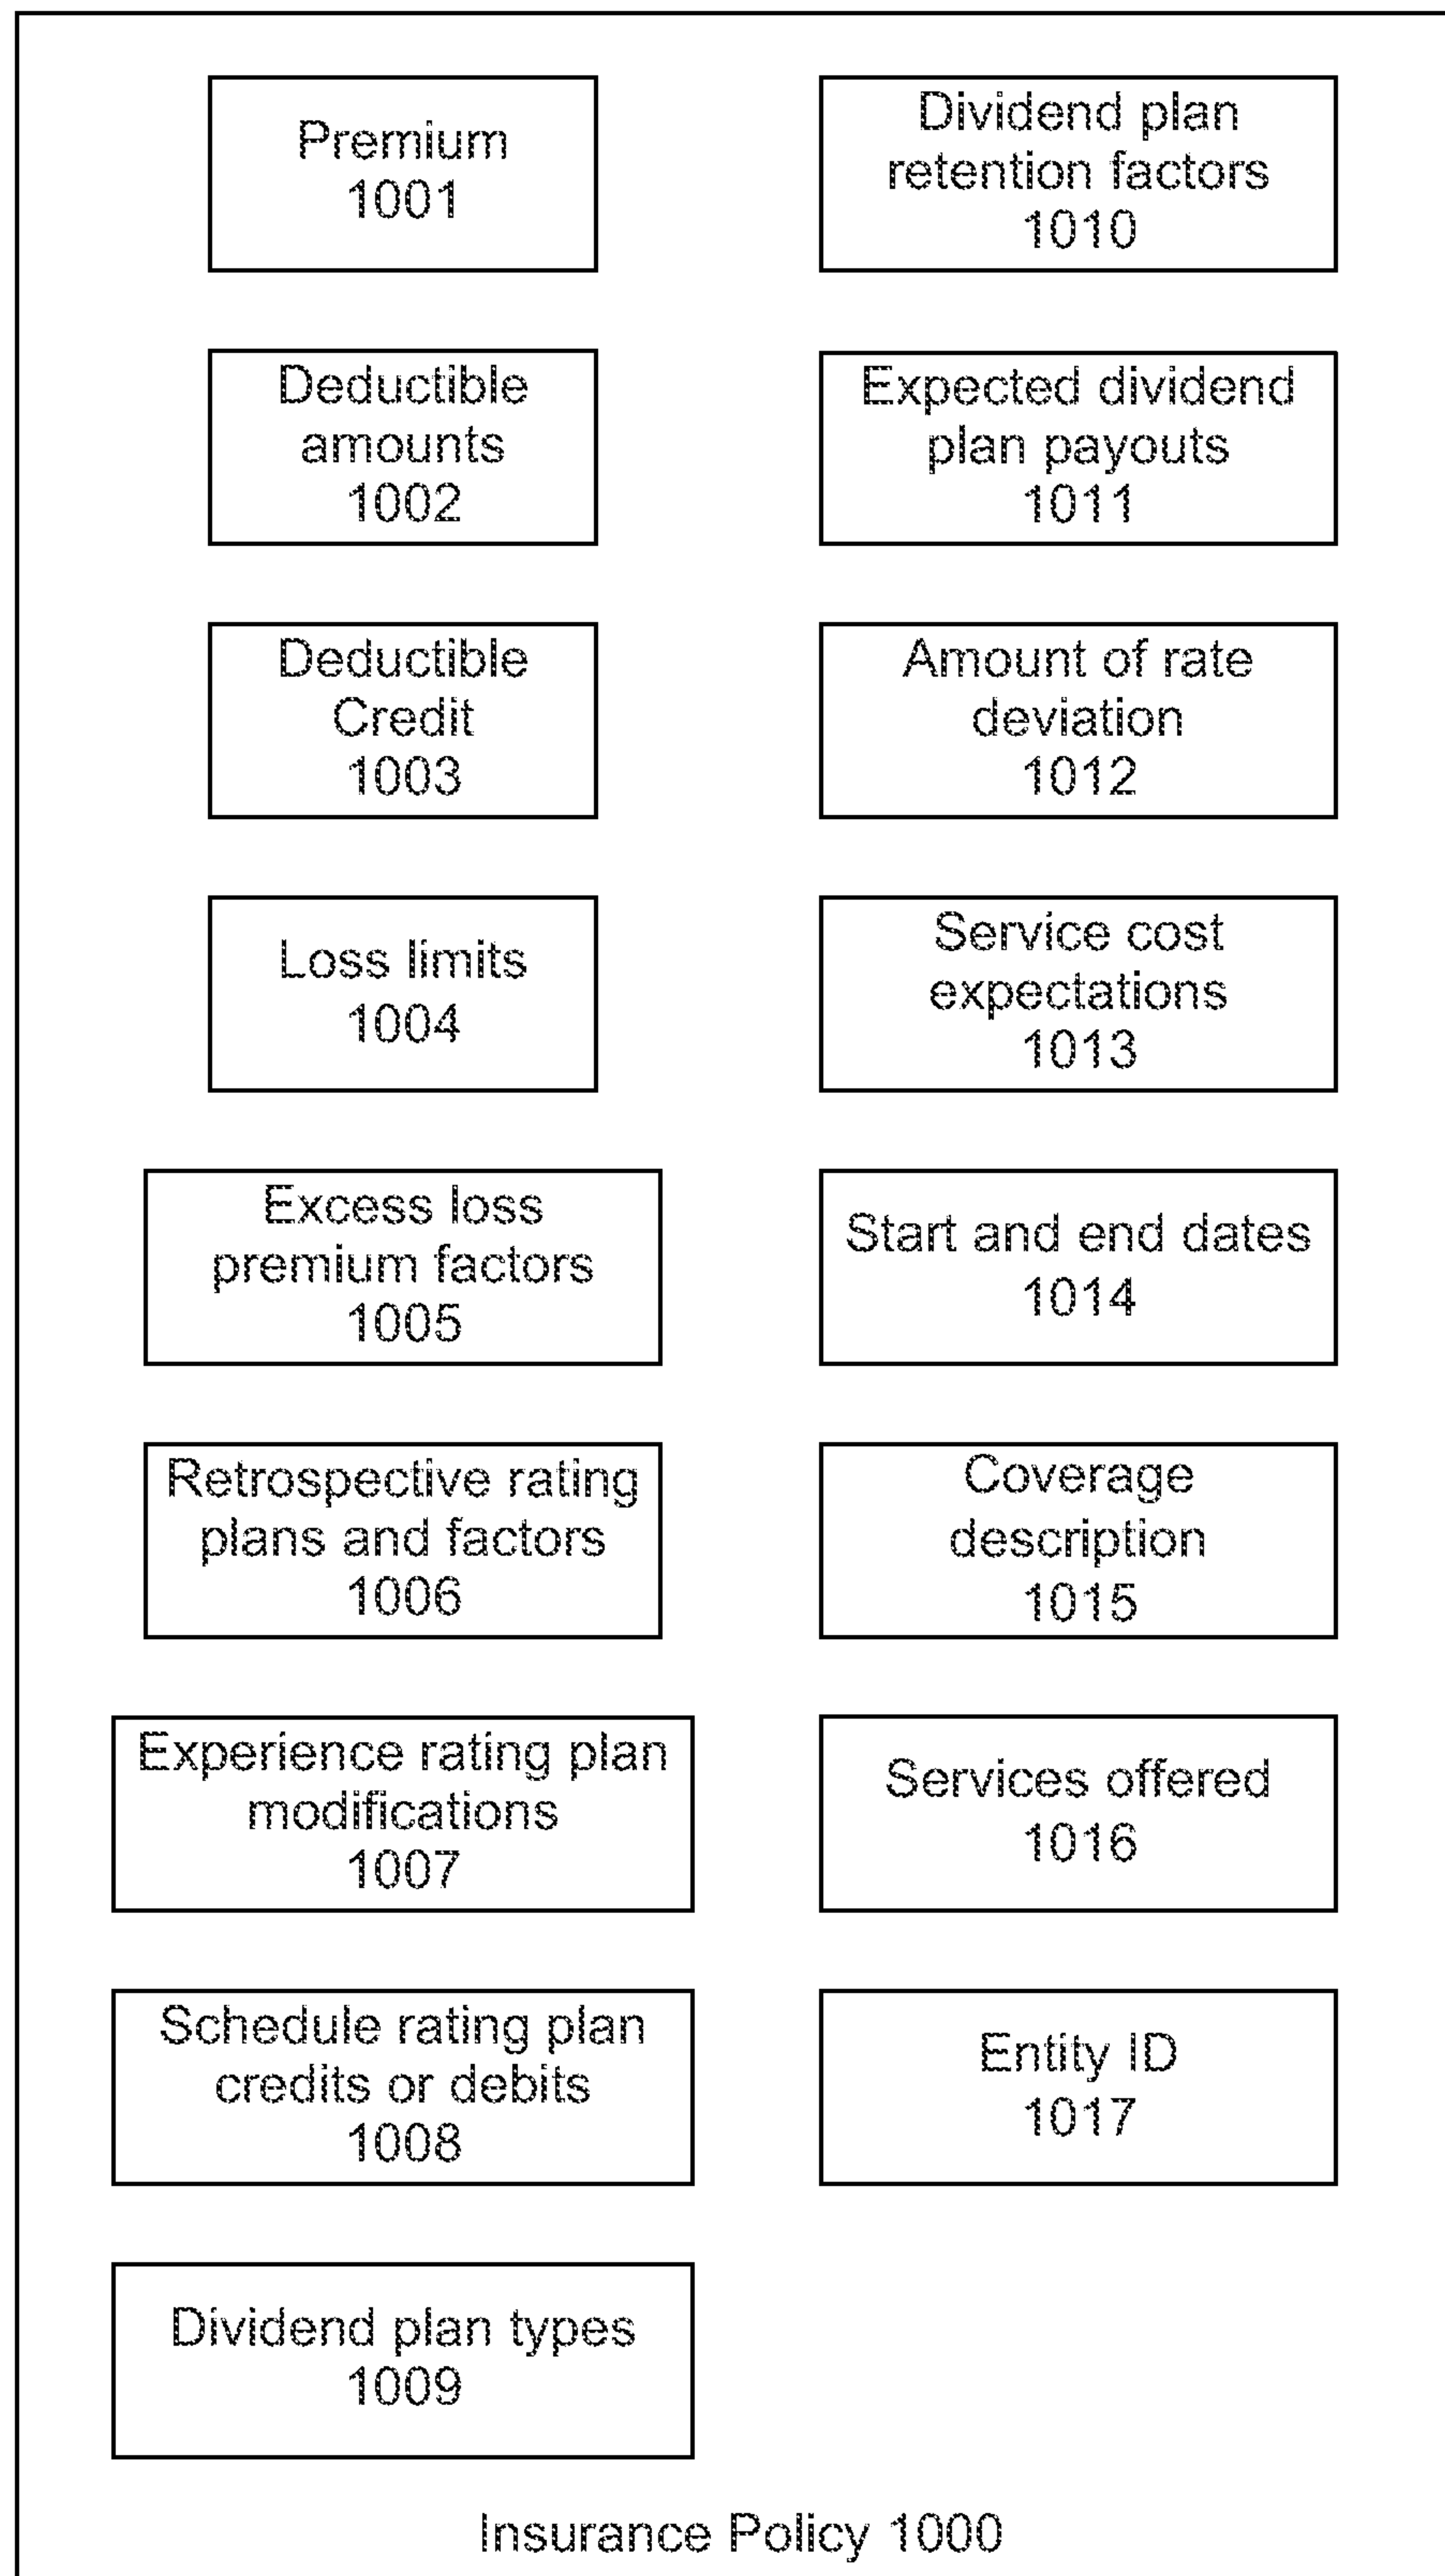 Premium
1001
Deductible
amounts
1002
Deductible
Credit
1003
Loss limits
1004
Excess loss
premium factors
1005
Retrospective rating
plans and factors
1006
Experience rating plan
modifications
1007
Schedule rating plan
credits or debits
1008
Dividend plan types
1009
Dividend plan
retention factors
1010
Expected dividend
plan payouts
1011
Amount of rate
deviation
1012
Service cost
expectations
1013
Start and end dates
1014
Coverage
description
1015
Services offered
1016
Entity ID
1017
Insurance Policy 1000